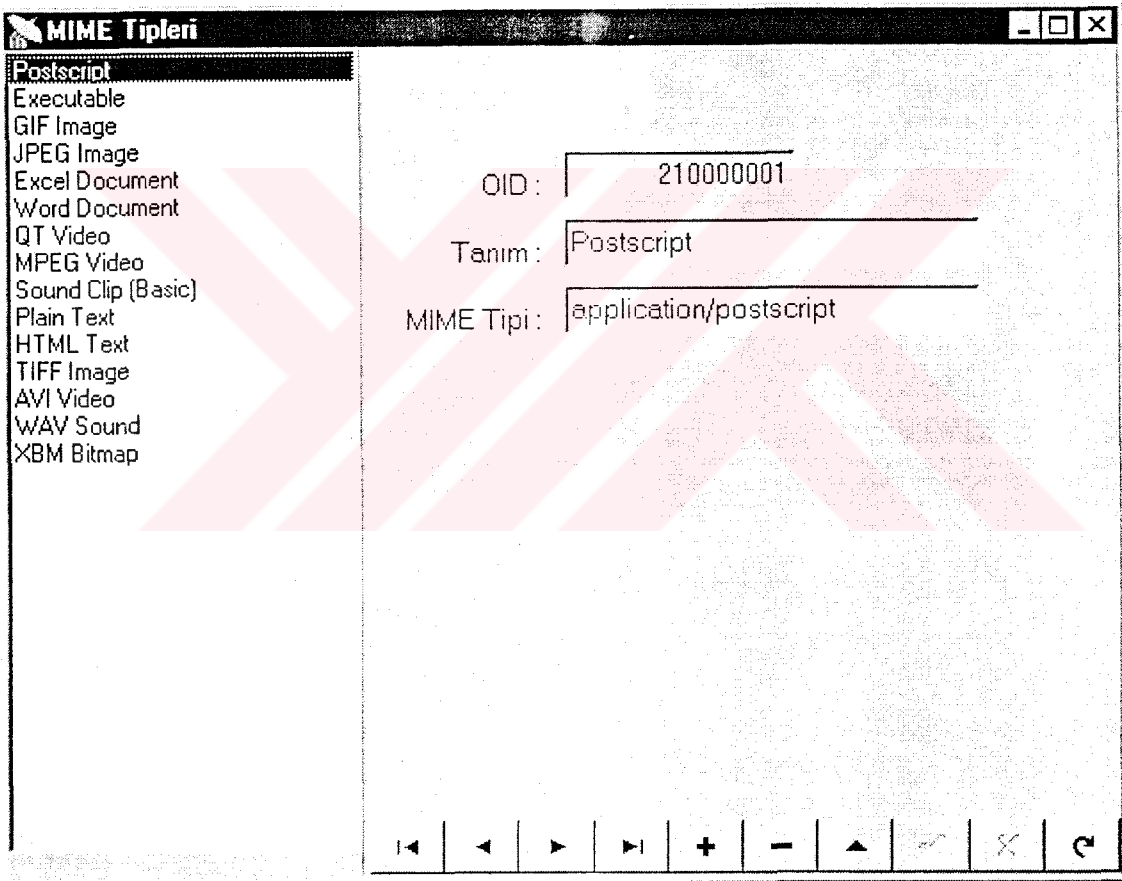 MIME Tipleri
Postscript
Executable
GIF Image
JPEG Image
Excel Document
Word Document
QT Video
MPEG Video
Sound Clip (Basic)
Plain Text
HTML Text
TIFF Image
AVI Video
WAV Sound
XBM Bitmap
OID : 210000001
Tanım : Postscript
MIME Tipi : application/postscript